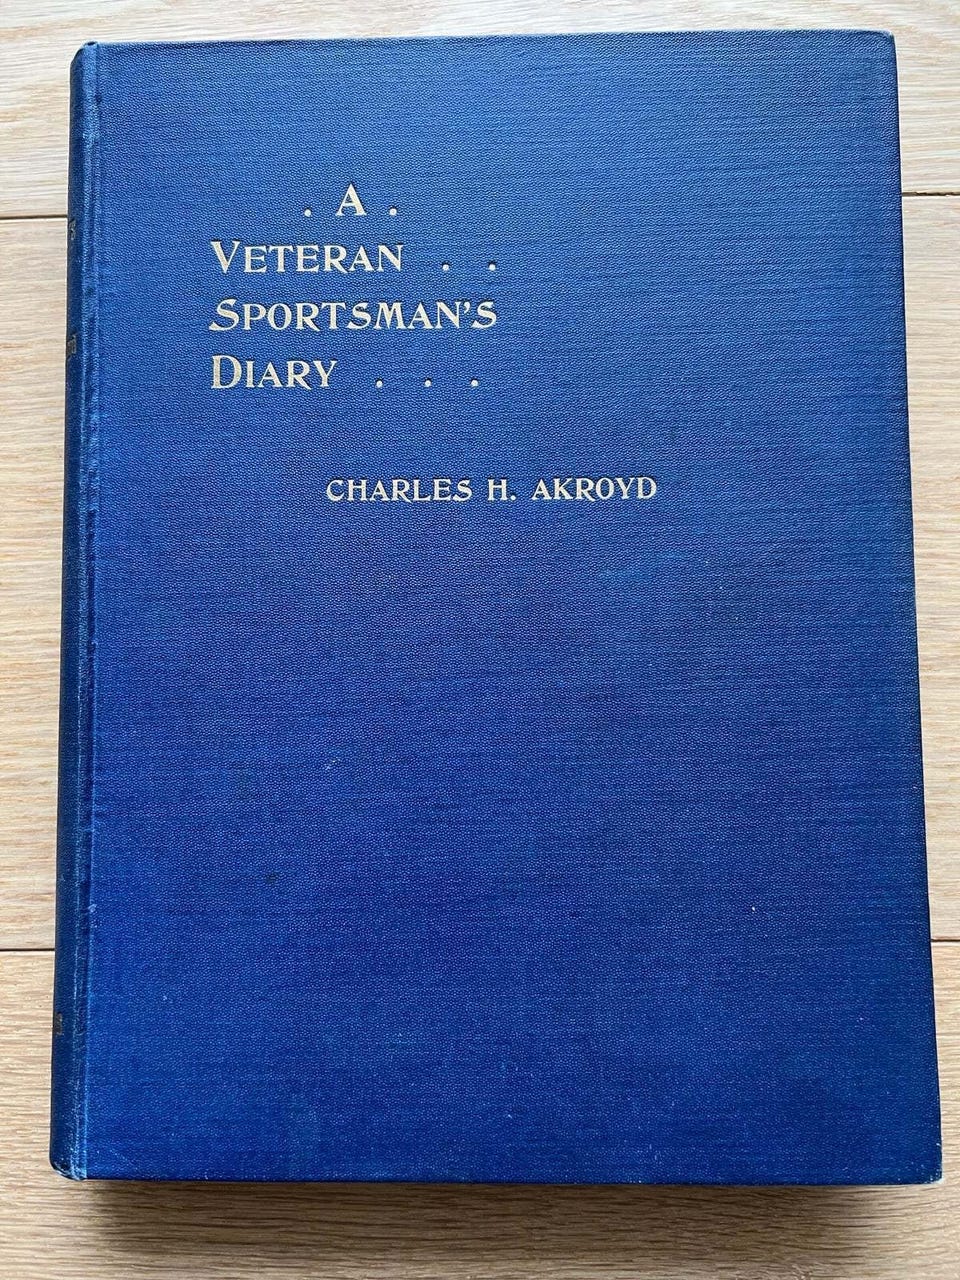 . A .
VETERAN . .
SPORTSMAN'S
DIARY . . .
CHARLES H. AKROYD